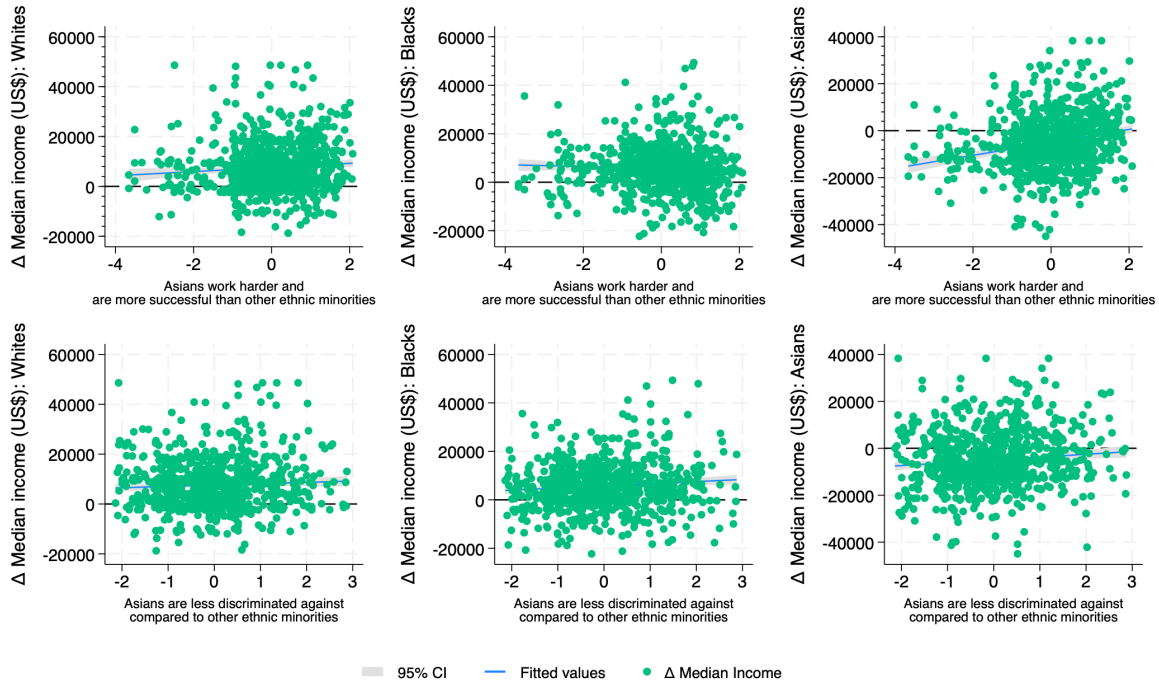 Δ Median income (US$): Whites
60000
40000
20000
0
-20000
-4 -2 0 2
Asians work harder and
are more successful than other ethnic minorities
Δ Median income (US$): Blacks
60000
40000
20000
0
-20000
-4 -2 0 2
Asians work harder and
are more successful than other ethnic minorities
Δ Median income (US$): Asians
40000
20000
0
-20000
-40000
-4 -2 0 2
Asians work harder and
are more successful than other ethnic minorities
Δ Median income (US$): Whites
60000
40000
20000
0
-20000
-2 -1 0 1 2 3
Asians are less discriminated against
compared to other ethnic minorities
Δ Median income (US$): Blacks
60000
40000
20000
0
-20000
-2 -1 0 1 2 3
Asians are less discriminated against
compared to other ethnic minorities
Δ Median income (US$): Asians
40000
20000
0
-20000
-40000
-2 -1 0 1 2 3
Asians are less discriminated against
compared to other ethnic minorities
95% CI Fitted values Δ Median Income